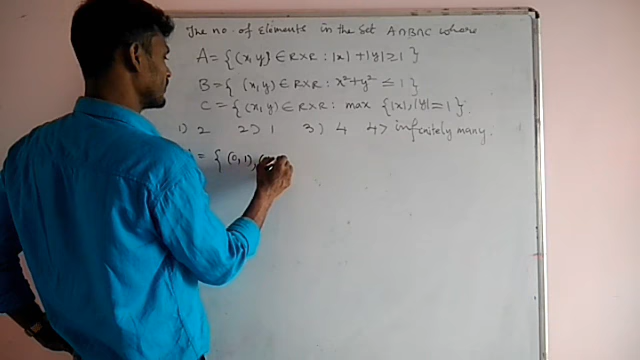 The no. of Elements in the Set A∩B∩C where
A = { (x,y) ∈ R×R : |x| + |y| ≥ 1 }
B = { (x,y) ∈ R×R : x²+y² ≤ 1 }
C = { (x,y) ∈ R×R : max {|x|,|y| = 1 }.
1) 2 2) 1 3) 4 4) infinitely many.
= { (0,1), (